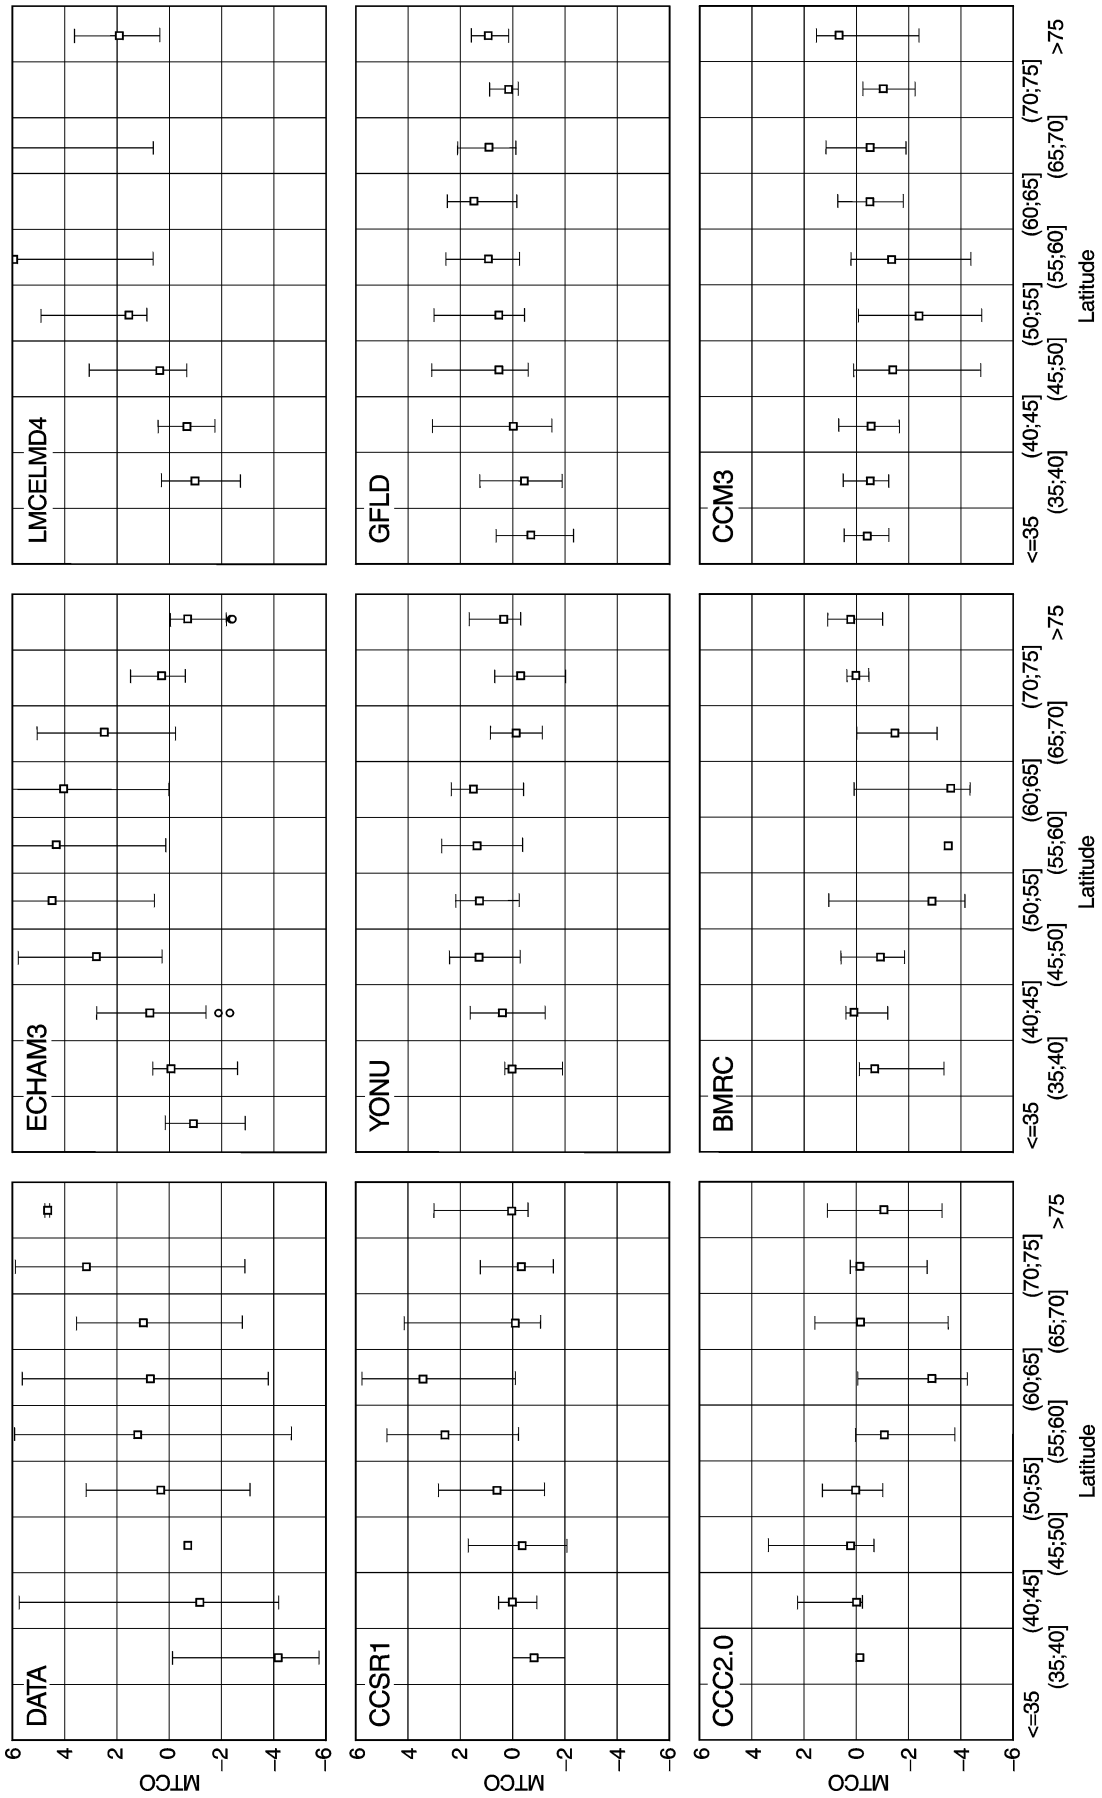 DATA
ECHAM3
LMCELMD4
6
4
2
0
−2
−4
−6
MTCO
CCSR1
YONU
GFLD
6
4
2
0
−2
−4
−6
MTCO
CCC2.0
BMRC
CCM3
6
4
2
0
−2
−4
−6
MTCO
<=35 (40;45] (50;55] (60;65] (70;75]
(35;40] (45;50] (55;60] (65;70] >75
Latitude
<=35 (40;45] (50;55] (60;65] (70;75]
(35;40] (45;50] (55;60] (65;70] >75
Latitude
<=35 (40;45] (50;55] (60;65] (70;75]
(35;40] (45;50] (55;60] (65;70] >75
Latitude